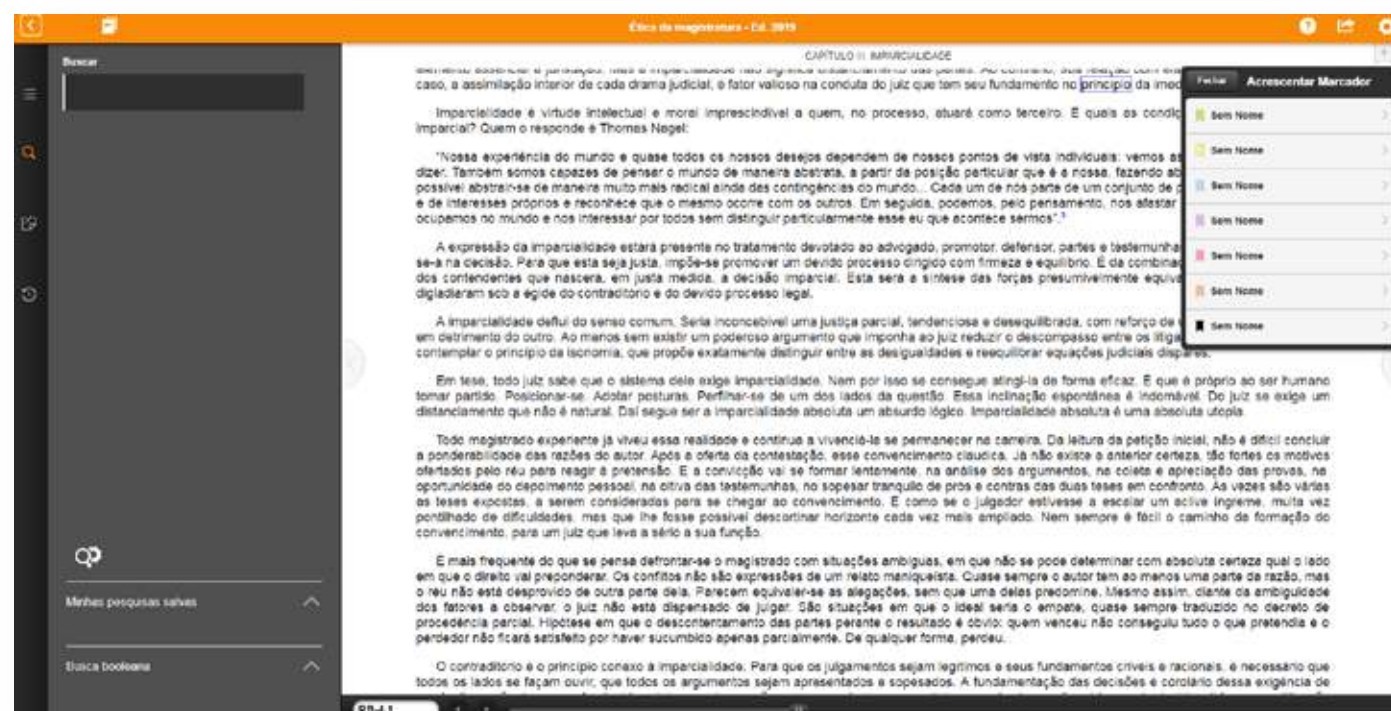 Ética da magistratura - Ed. 2019
Buscar
CAPÍTULO III. IMPARCIALIDADE
caso, a assimilação interior de cada drama judicial, é fator valioso na conduta do juiz que tem seu fundamento no princípio da imed
Imparcialidade é virtude intelectual e moral imprescindível a quem, no processo, atuará como terceiro. E quais as condiç
imparcial? Quem o responde é Thomas Nagel:
"Nossa experiência do mundo e quase todos os nossos desejos dependem de nossos pontos de vista individuais: vemos as
dizer. Também somos capazes de pensar o mundo de maneira abstrata, a partir da posição particular que é a nossa, fazendo ab
possível abstrair-se de maneira muito mais radical ainda das contingências do mundo... Cada um de nós parte de um conjunto de p
e de interesses próprios e reconhece que o mesmo ocorre com os outros. Em seguida, podemos, pelo pensamento, nos afastar
ocupamos no mundo e nos interessar por todos sem distinguir particularmente esse eu que acontece sermos".
A expressão da imparcialidade estará presente no tratamento devotado ao advogado, promotor, defensor, partes e testemunha
se-á na decisão. Para que esta seja justa, impõe-se promover um devido processo dirigido com firmeza e equilíbrio. É da combinaç
dos contendentes que nascerá, em justa medida, a decisão imparcial. Esta será a síntese das forças presumivelmente equiva
digladiaram sob a égide do contraditório e do devido processo legal.
A imparcialidade deflui do senso comum. Seria inconcebível uma justiça parcial, tendenciosa e desequilibrada, com reforço de
em detrimento do outro. Ao menos sem existir um poderoso argumento que imponha ao juiz reduzir o descompasso entre os litiga
contemplar o princípio da isonomia, que propõe exatamente distinguir entre as desigualdades e reequilibrar equações judiciais díspares.
Em tese, todo juiz sabe que o sistema dele exige imparcialidade. Nem por isso se consegue atingi-la de forma eficaz. É que é próprio ao ser humano
tomar partido. Posicionar-se. Adotar posturas. Perfilhar-se de um dos lados da questão. Essa inclinação espontânea é indomável. Do juiz se exige um
distanciamento que não é natural. Daí segue ser a imparcialidade absoluta um absurdo lógico. Imparcialidade absoluta é uma absoluta utopia.
Todo magistrado experiente já viveu essa realidade e continua a vivenciá-la se permanecer na carreira. Da leitura da petição inicial, não é difícil concluir
a ponderabilidade das razões do autor. Após a oferta da contestação, esse convencimento claudica. Já não existe a anterior certeza, tão fortes os motivos
ofertados pelo réu para reagir à pretensão. E a convicção vai se formar lentamente, na análise dos argumentos, na coleta e apreciação das provas, na
oportunidade do depoimento pessoal, na oitiva das testemunhas, no sopesar tranquilo de prós e contras das duas teses em confronto. Às vezes são várias
as teses expostas, a serem consideradas para se chegar ao convencimento. É como se o julgador estivesse a escalar um aclive íngreme, muita vez
pontilhado de dificuldades, mas que lhe fosse possível descortinar horizonte cada vez mais ampliado. Nem sempre é fácil o caminho da formação do
convencimento, para um juiz que leva a sério a sua função.
É mais frequente do que se pensa defrontar-se o magistrado com situações ambíguas, em que não se pode determinar com absoluta certeza qual o lado
em que o direito vai preponderar. Os conflitos não são expressões de um relato maniqueísta. Quase sempre o autor tem ao menos uma parte da razão, mas
o réu não está desprovido de outra parte dela. Parecem equivaler-se as alegações, sem que uma delas predomine. Mesmo assim, diante da ambiguidade
dos fatores a observar, o juiz não está dispensado de julgar. São situações em que o ideal seria o empate, quase sempre traduzido no decreto de
procedência parcial. Hipótese em que o descontentamento das partes perante o resultado é óbvio: quem venceu não conseguiu tudo o que pretendia e o
perdedor não ficará satisfeito por haver sucumbido apenas parcialmente. De qualquer forma, perdeu.
O contraditório é o princípio conexo à imparcialidade. Para que os julgamentos sejam legítimos e seus fundamentos críveis e racionais, é necessário que
todos os lados se façam ouvir, que todos os argumentos sejam apresentados e sopesados. A fundamentação das decisões é corolário dessa exigência de
Fechar Acrescentar Marcador
Sem Nome
Sem Nome
Sem Nome
Sem Nome
Sem Nome
Sem Nome
Sem Nome
Minhas pesquisas salvas
Busca booleana